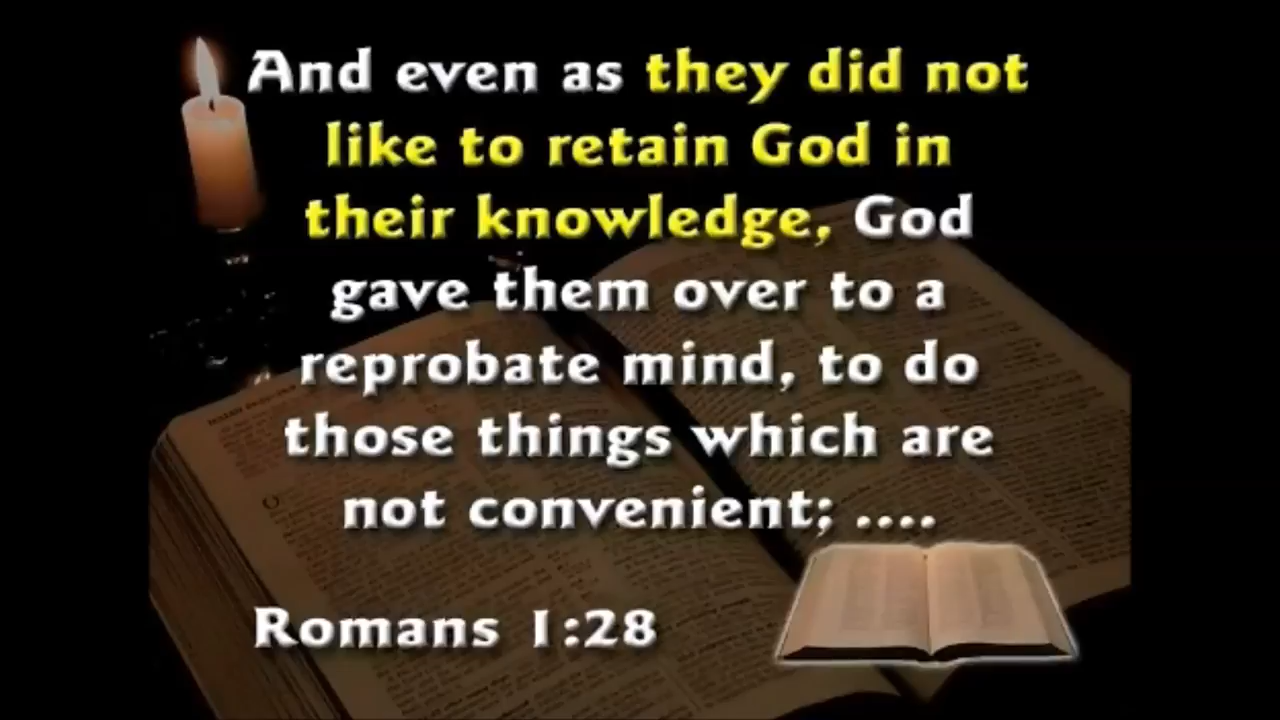 And even as they did not
like to retain God in
their knowledge, God
gave them over to a
reprobate mind, to do
those things which are
not convenient; ....
Romans 1:28